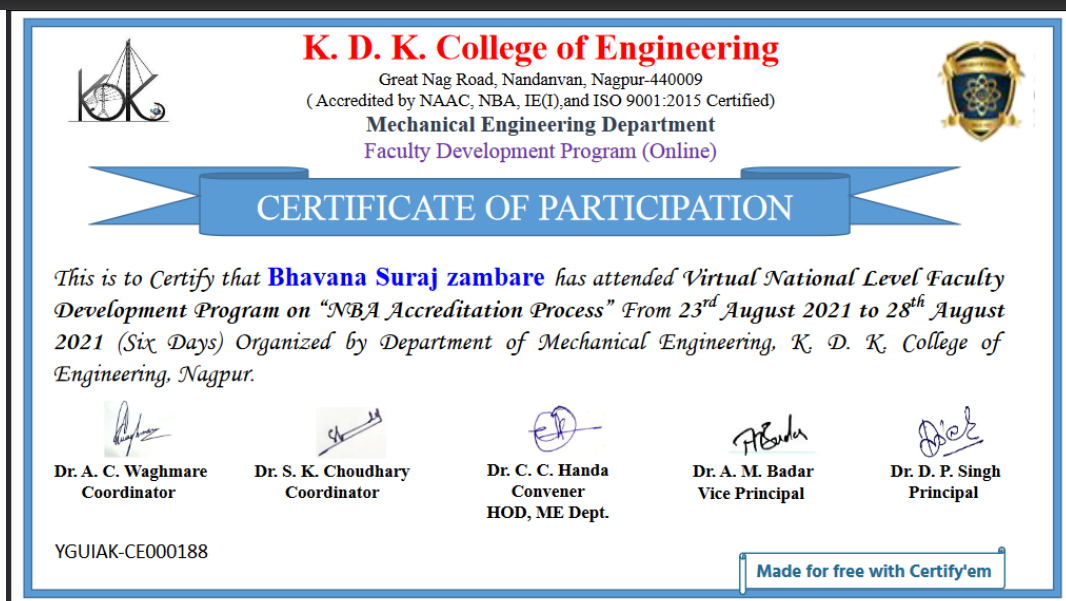 KDK
K. D. K. College of Engineering
Great Nag Road, Nandanvan, Nagpur-440009
( Accredited by NAAC, NBA, IE(I),and ISO 9001:2015 Certified)
Mechanical Engineering Department
Faculty Development Program (Online)
CERTIFICATE OF PARTICIPATION
This is to Certify that Bhavana Suraj zambare has attended Virtual National Level Faculty
Development Program on “NBA Accreditation Process” From 23rd August 2021 to 28th August
2021 (Six Days) Organized by Department of Mechanical Engineering, K. D. K. College of
Engineering, Nagpur.
Dr. A. C. Waghmare
Coordinator
Dr. S. K. Choudhary
Coordinator
Dr. C. C. Handa
Convener
HOD, ME Dept.
Dr. A. M. Badar
Vice Principal
Dr. D. P. Singh
Principal
YGUIAK-CE000188
Made for free with Certify'em